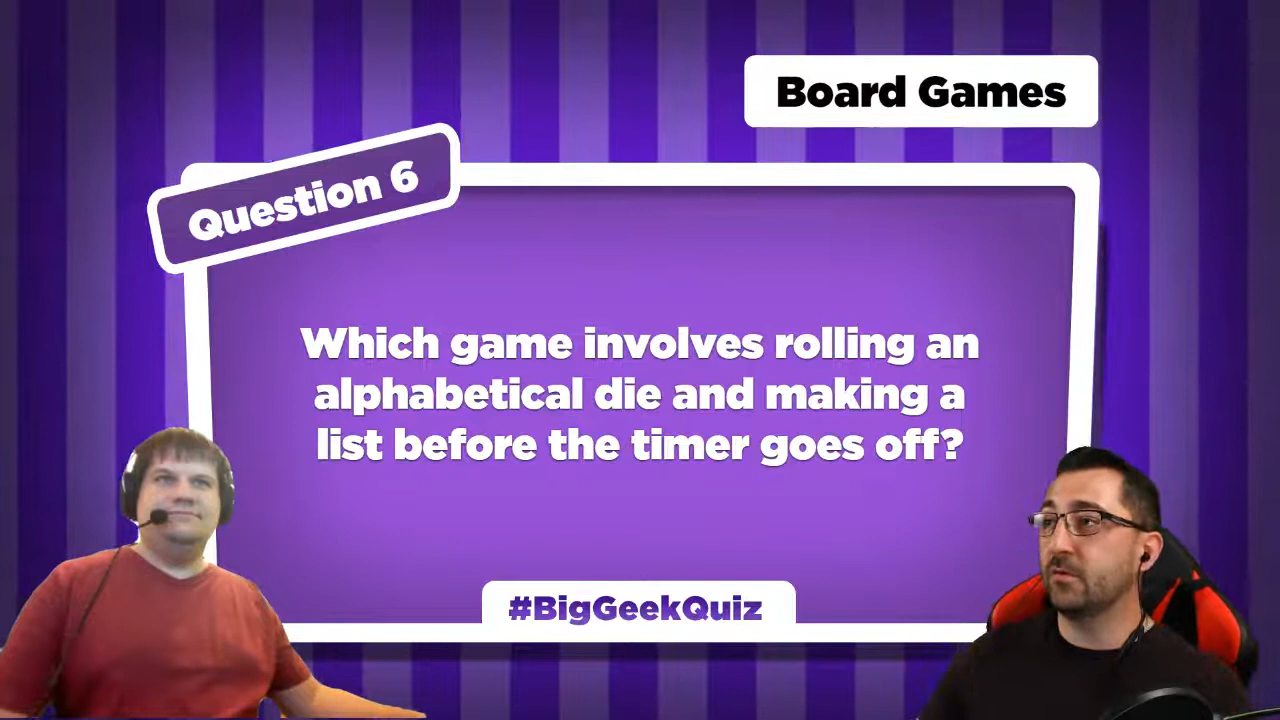 Board Games
Question 6
Which game involves rolling an
alphabetical die and making a
list before the timer goes off?
#BigGeekQuiz